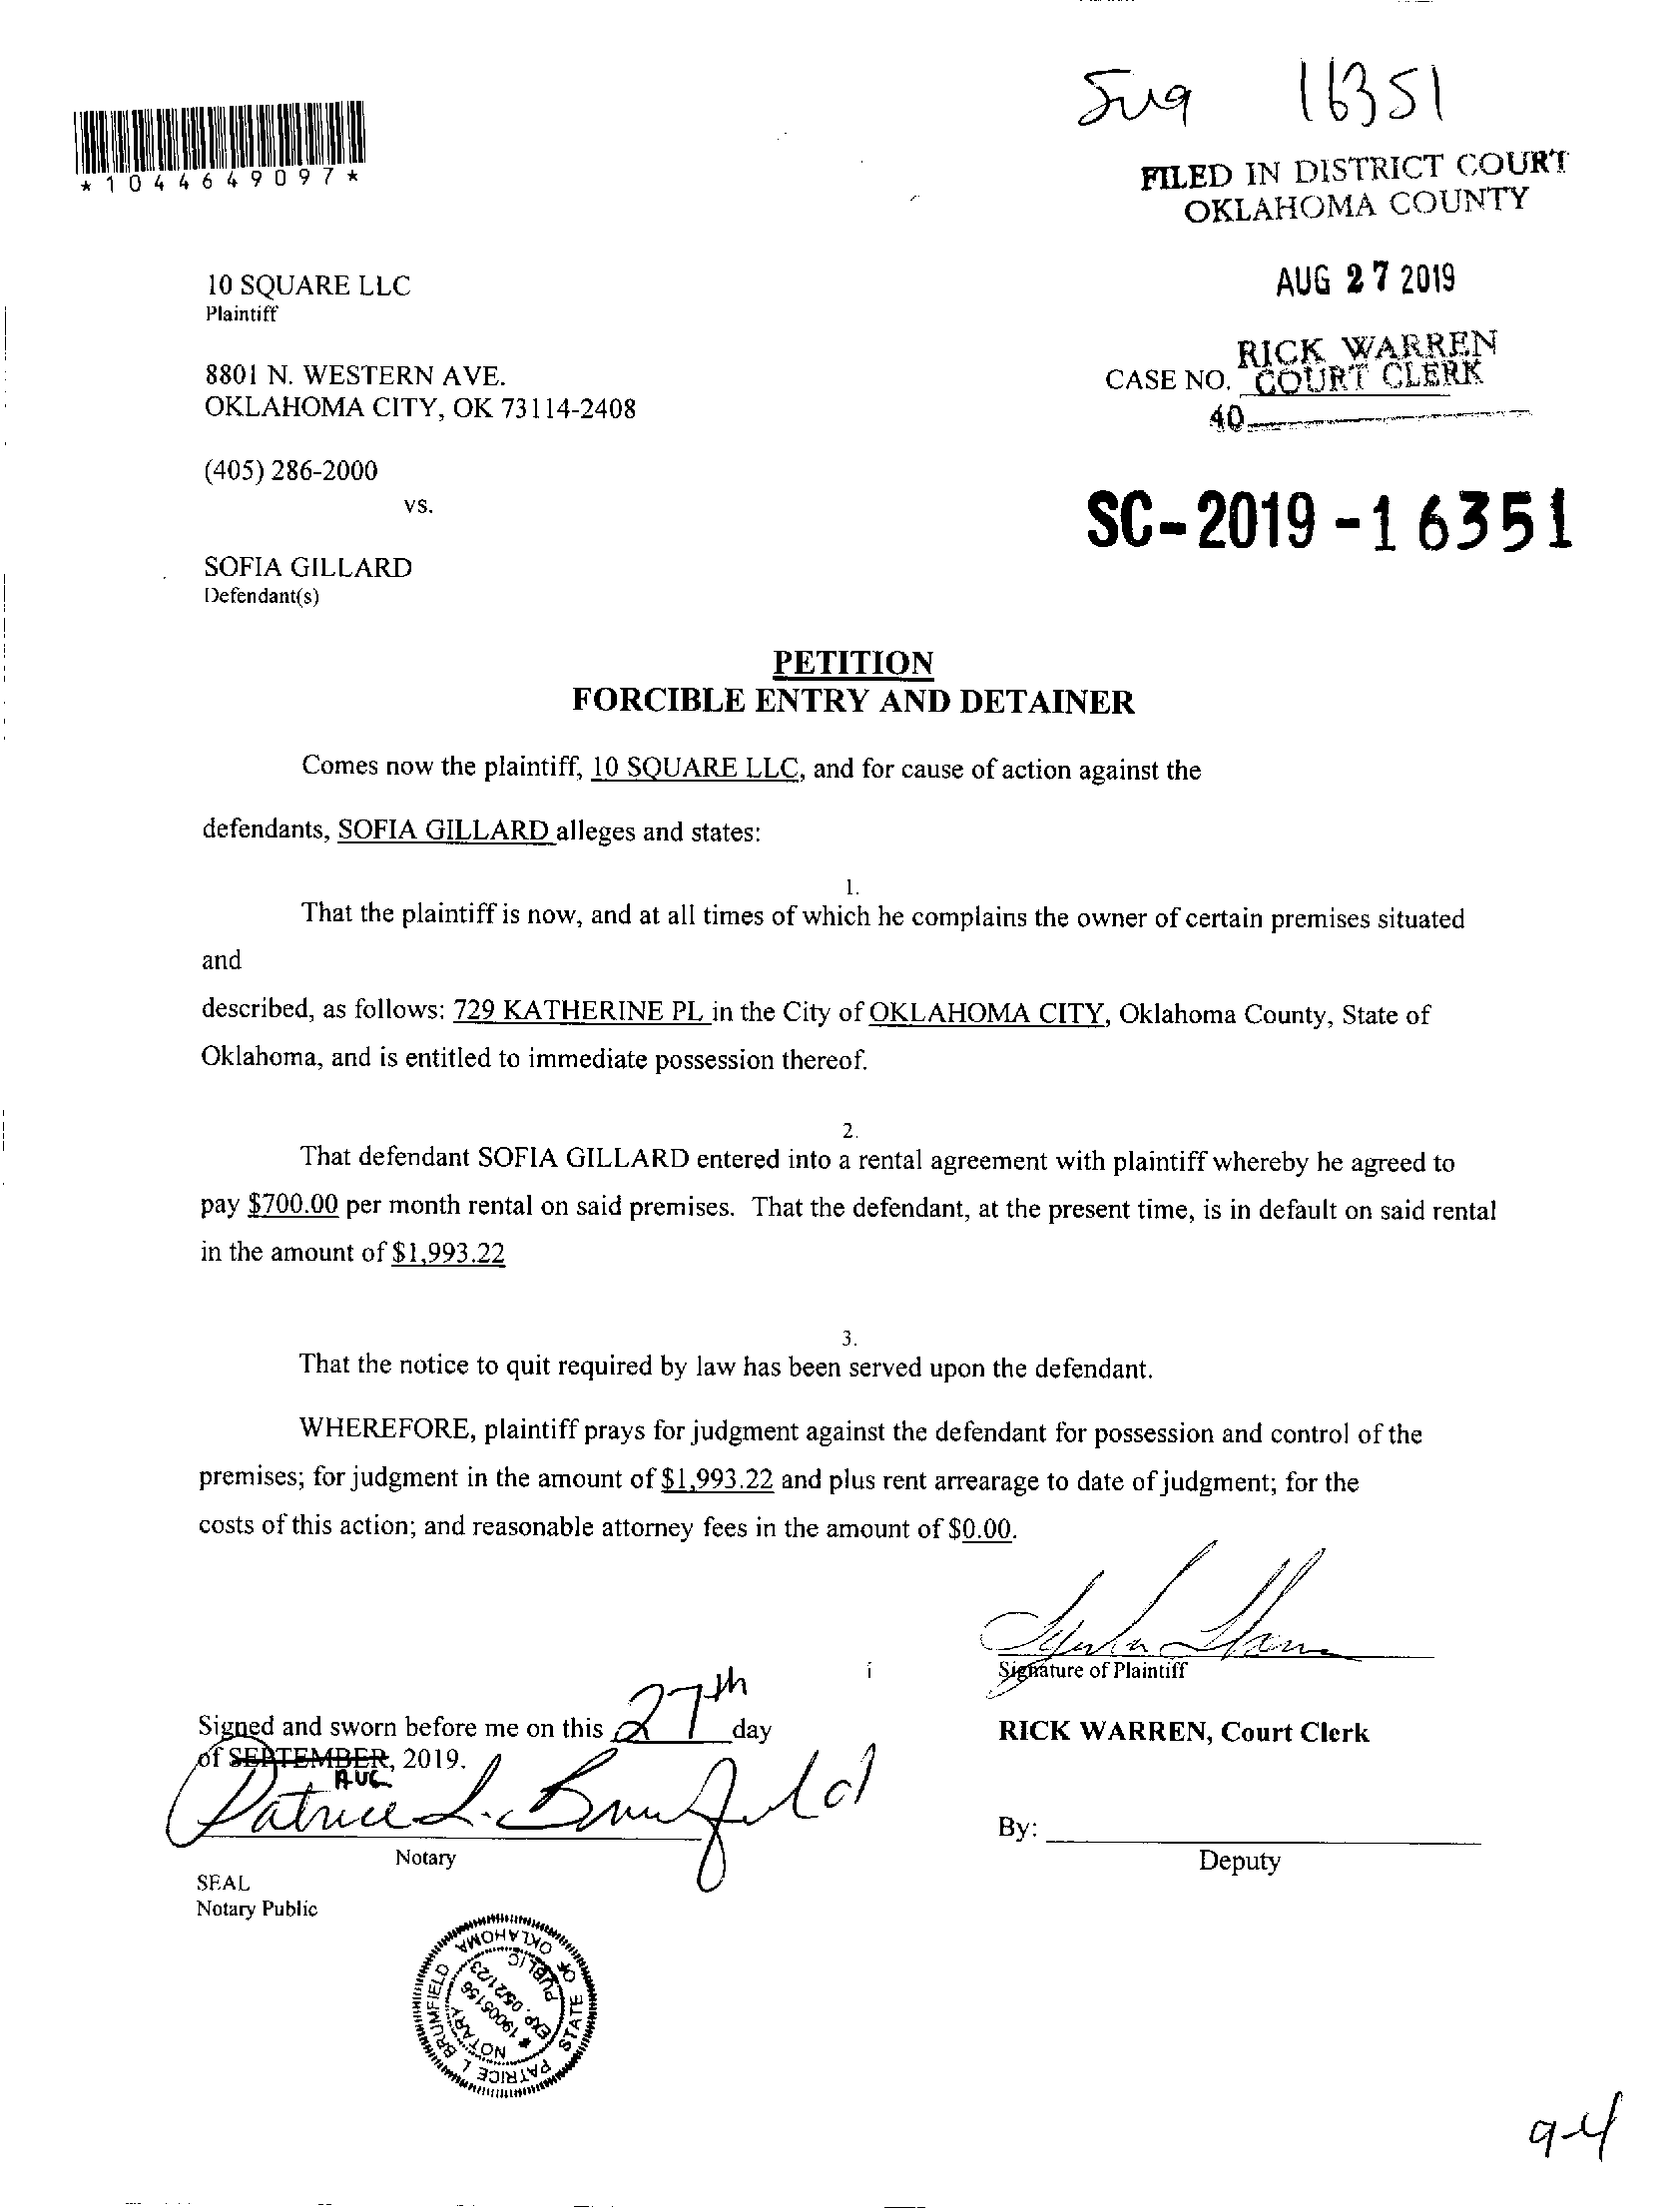 16351
*1044649097*
FILED IN DISTRICT COURT
OKLAHOMA COUNTY
10 SQUARE LLC
Plaintiff
AUG 27 2019
8801 N. WESTERN AVE.
OKLAHOMA CITY, OK 73114-2408
RICK WARREN
CASE NO. COURT CLERK
40
(405) 286-2000
vs.
SC-2019-16351
SOFIA GILLARD
Defendant(s)
PETITION
FORCIBLE ENTRY AND DETAINER
Comes now the plaintiff, 10 SQUARE LLC, and for cause of action against the
defendants, SOFIA GILLARD alleges and states:
1.
That the plaintiff is now, and at all times of which he complains the owner of certain premises situated
and
described, as follows: 729 KATHERINE PL in the City of OKLAHOMA CITY, Oklahoma County, State of
Oklahoma, and is entitled to immediate possession thereof.
2.
That defendant SOFIA GILLARD entered into a rental agreement with plaintiff whereby he agreed to
pay $700.00 per month rental on said premises. That the defendant, at the present time, is in default on said rental
in the amount of $1,993.22
3.
That the notice to quit required by law has been served upon the defendant.
WHEREFORE, plaintiff prays for judgment against the defendant for possession and control of the
premises; for judgment in the amount of $1,993.22 and plus rent arrearage to date of judgment; for the
costs of this action; and reasonable attorney fees in the amount of $0.00.
Signature of Plaintiff
Signed and sworn before me on this 27th day
of SEPTEMBER, 2019.
AUG
Patrice L. Brumfield
Notary
SEAL
Notary Public
RICK WARREN, Court Clerk
By:
Deputy
PATRICE L BRUMFIELD
STATE OF OKLAHOMA
NOTARY PUBLIC
# 19005156
EXP. 05/21/23
9-4